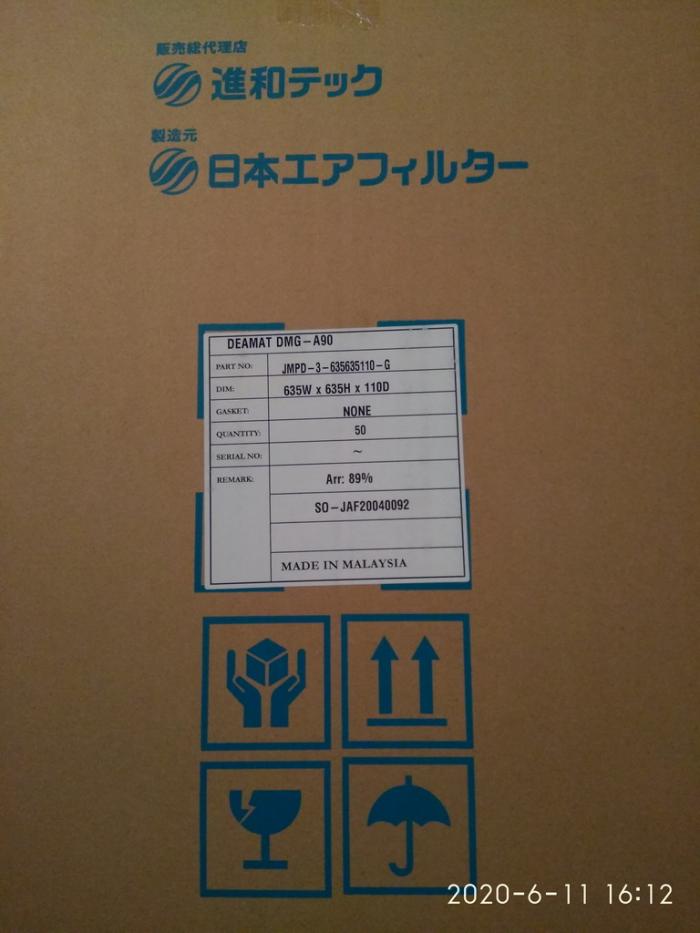 販売総代理店
進和テック
製造元
日本エアフィルター
DEAMAT DMG-A90
PART NO: JMPD-3-635635110-G
DIM: 635W x 635H x 110D
GASKET: NONE
QUANTITY: 50
SERIAL NO: ~
REMARK: Arr: 89%
SO-JAF20040092
MADE IN MALAYSIA
2020-6-11 16:12